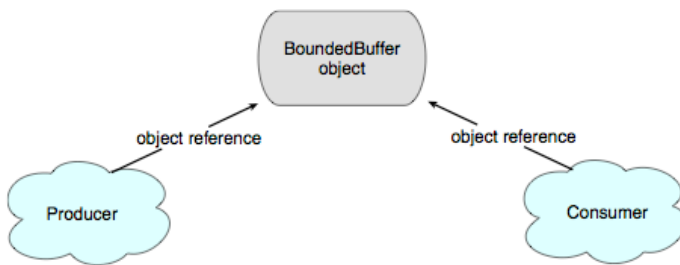 BoundedBuffer
object
object reference
object reference
Producer
Consumer